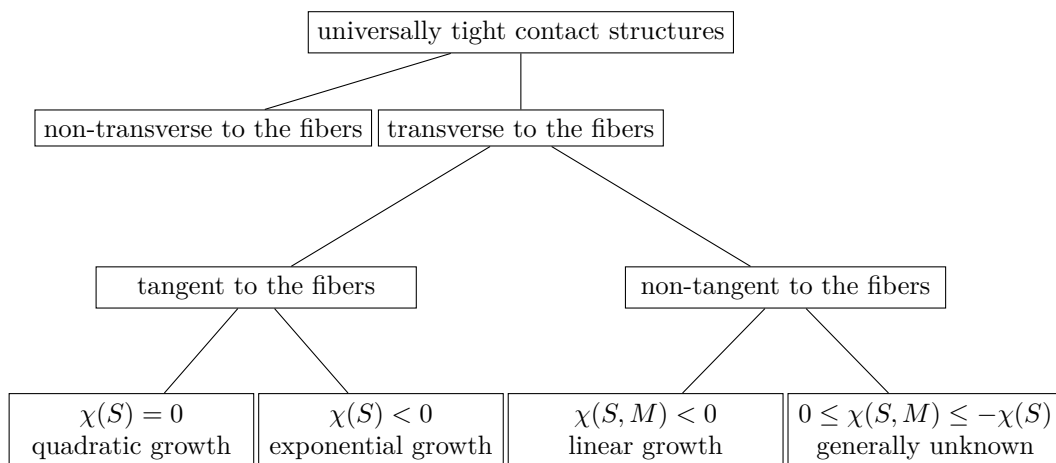 universally tight contact structures
non-transverse to the fibers
transverse to the fibers
tangent to the fibers
non-tangent to the fibers
χ(S) = 0
quadratic growth
χ(S) < 0
exponential growth
χ(S, M) < 0
linear growth
0 ≤ χ(S, M) ≤ −χ(S)
generally unknown